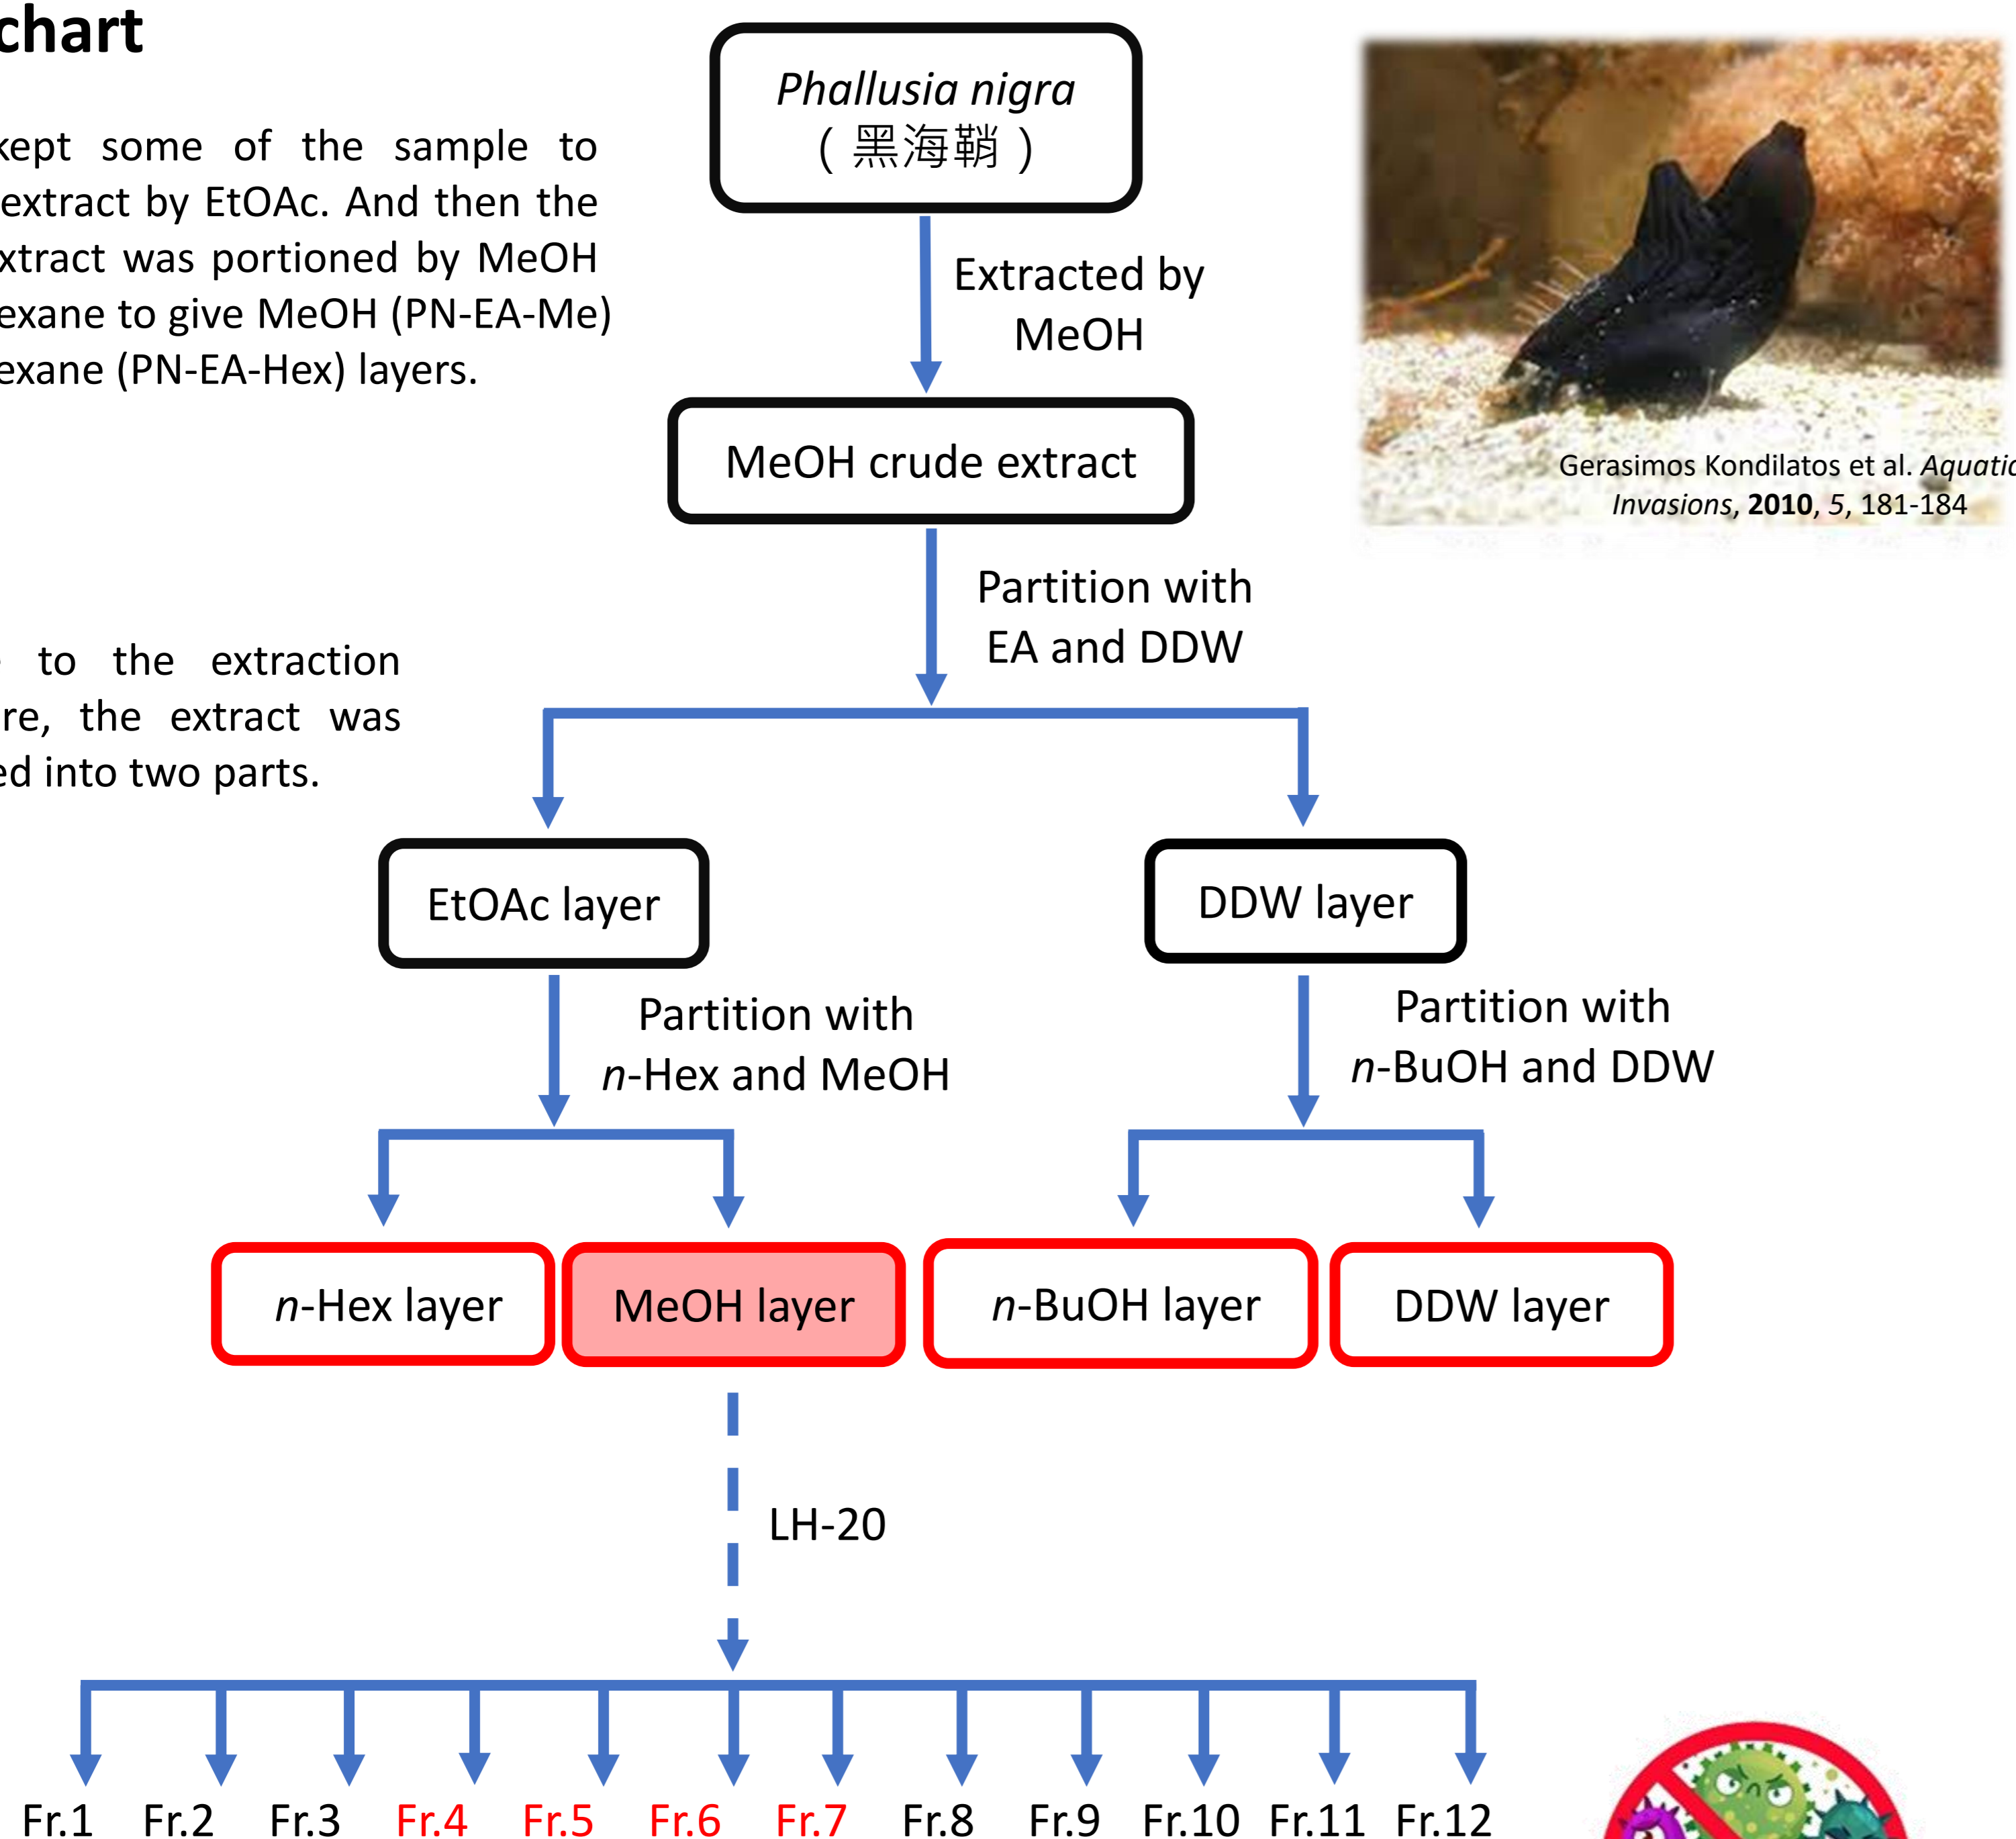 chart
kept some of the sample to
extract by EtOAc. And then the
xtract was portioned by MeOH
exane to give MeOH (PN-EA-Me)
exane (PN-EA-Hex) layers.
to the extraction
re, the extract was
ed into two parts.
Phallusia nigra
( 黑海鞘 )
Extracted by
MeOH
MeOH crude extract
Gerasimos Kondilatos et al. Aquatic
Invasions, 2010, 5, 181-184
Partition with
EA and DDW
EtOAc layer
DDW layer
Partition with
n-Hex and MeOH
Partition with
n-BuOH and DDW
n-Hex layer
MeOH layer
n-BuOH layer
DDW layer
LH-20
Fr.1 Fr.2 Fr.3 Fr.4 Fr.5 Fr.6 Fr.7 Fr.8 Fr.9 Fr.10 Fr.11 Fr.12